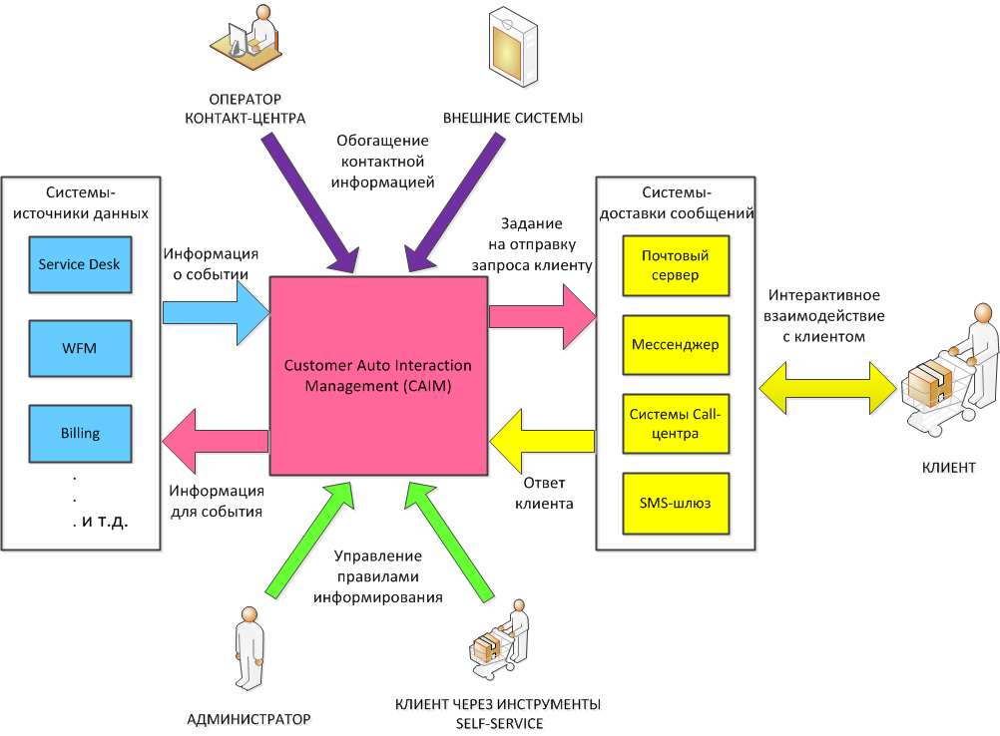 ОПЕРАТОР
КОНТАКТ-ЦЕНТРА
ВНЕШНИЕ СИСТЕМЫ
Обогащение
контактной
информацией
Системы-
источники данных
Service Desk
WFM
Billing
.
.
. и т.д.
Информация
о событии
Информация
для события
Customer Auto Interaction
Management (CAIM)
Задание
на отправку
запроса клиенту
Ответ
клиента
Системы-
доставки сообщений
Почтовый
сервер
Мессенджер
Системы Call-
центра
SMS-шлюз
Интерактивное
взаимодействие
с клиентом
КЛИЕНТ
Управление
правилами
информирования
АДМИНИСТРАТОР
КЛИЕНТ ЧЕРЕЗ ИНСТРУМЕНТЫ
SELF-SERVICE